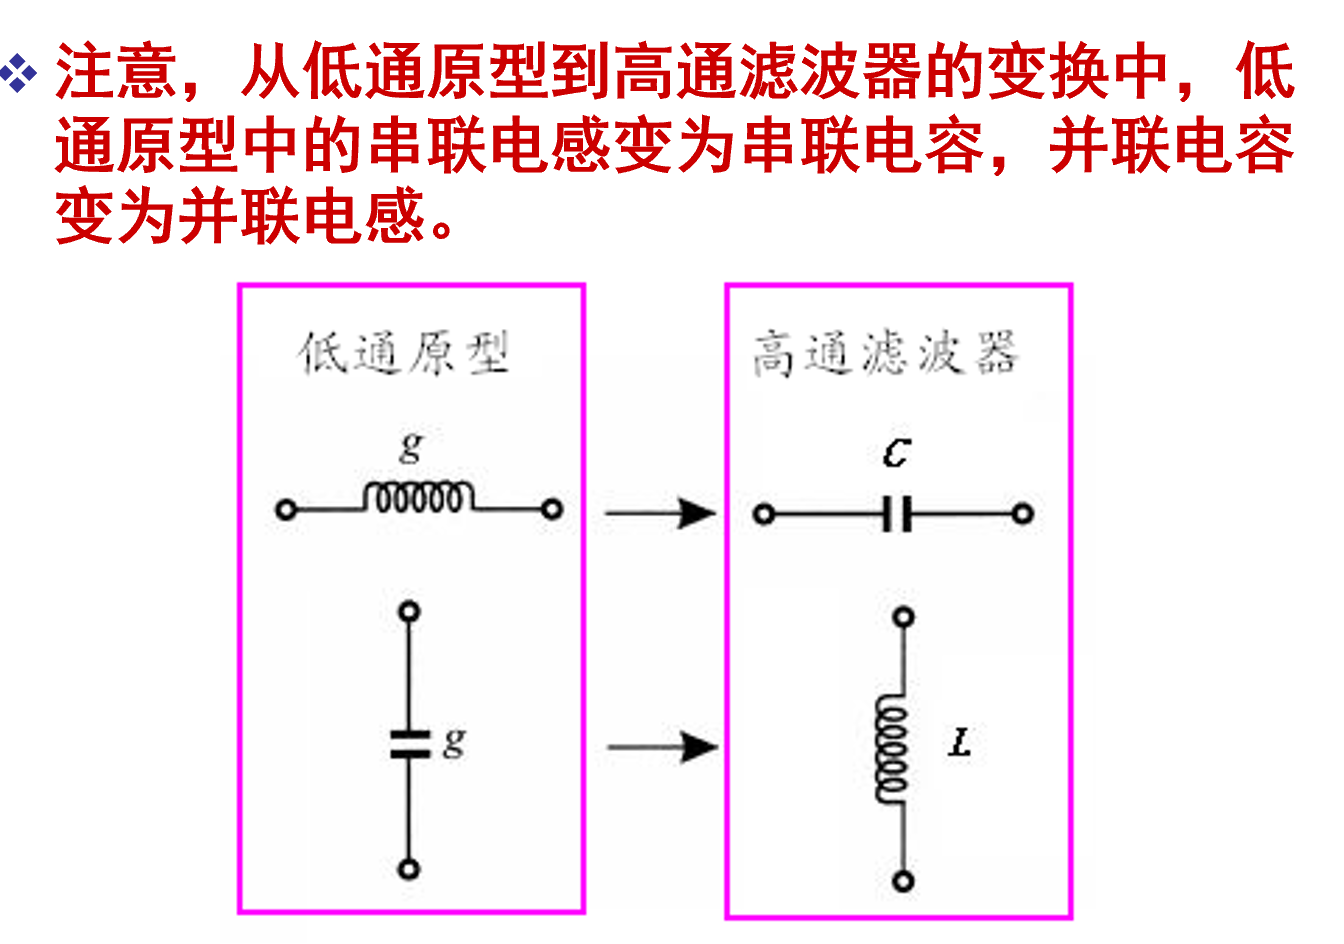 注意，从低通原型到高通滤波器的变换中，低
通原型中的串联电感变为串联电容，并联电容
变为并联电感。
低通原型
高通滤波器
g
C
g
L